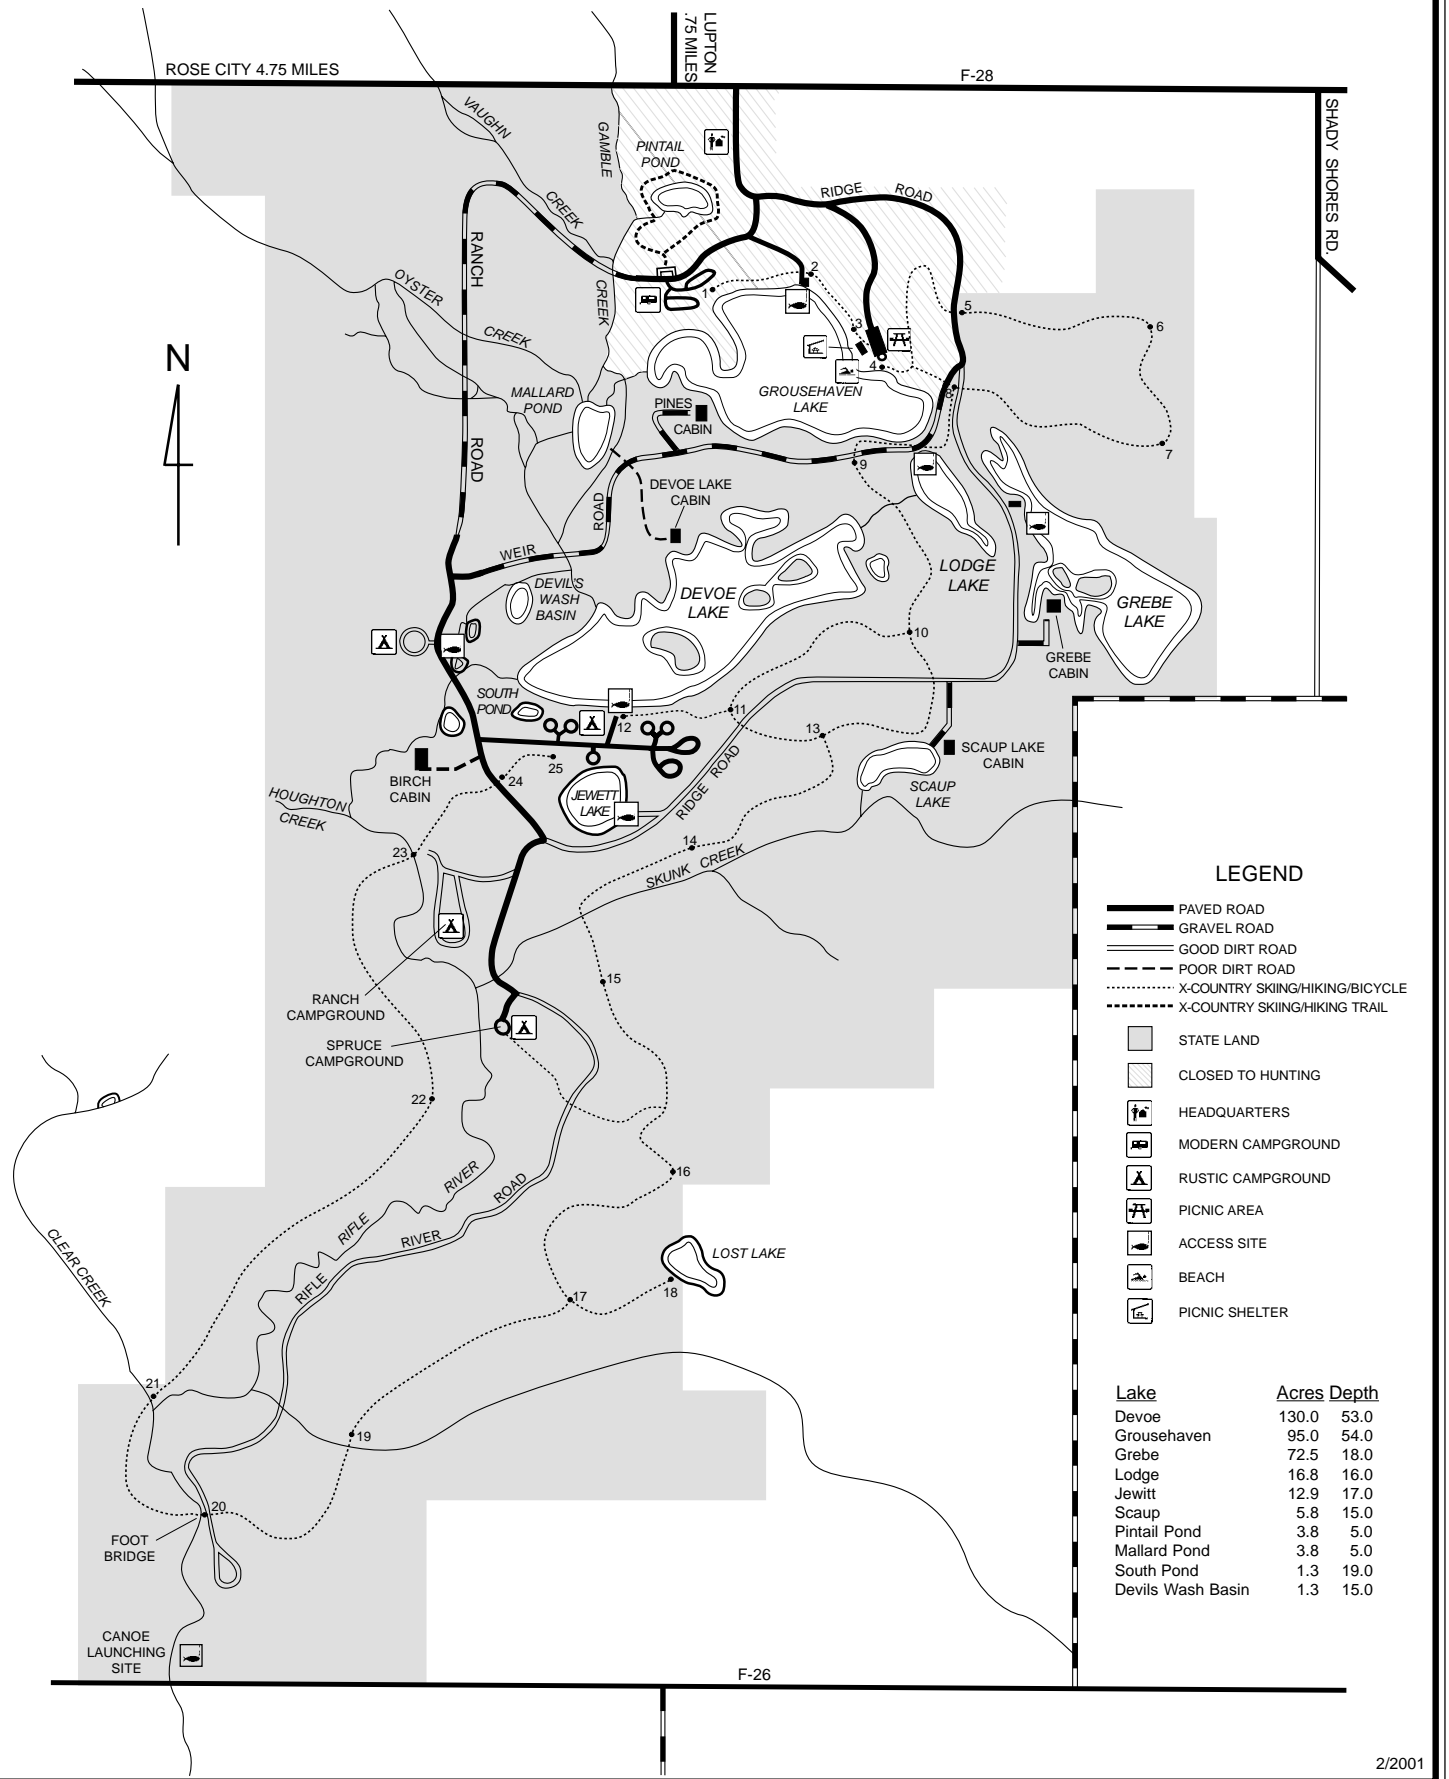 LUPTON
.75 MILES
ROSE CITY 4.75 MILES
F-28
SHADY SHORES RD.
VAUGHN
CREEK
GAMBLE
CREEK
PINTAIL
POND
RIDGE ROAD
RANCH
ROAD
OYSTER
CREEK
1
2
3
4
5
6
7
8
9
N
MALLARD
POND
GROUSEHAVEN
LAKE
PINES
CABIN
DEVOE LAKE
CABIN
WEIR
ROAD
DEVIL'S
WASH
BASIN
DEVOE
LAKE
LODGE
LAKE
GREBE
LAKE
GREBE
CABIN
10
11
12
13
SOUTH
POND
BIRCH
CABIN
25
24
JEWETT
LAKE
RIDGE ROAD
SCAUP LAKE
CABIN
SCAUP
LAKE
HOUGHTON
CREEK
23
14
SKUNK CREEK
15
RANCH
CAMPGROUND
SPRUCE
CAMPGROUND
22
16
RIFLE RIVER
RIFLE RIVER ROAD
LOST LAKE
17
18
CLEAR CREEK
21
19
20
FOOT
BRIDGE
CANOE
LAUNCHING
SITE
F-26
LEGEND
PAVED ROAD
GRAVEL ROAD
GOOD DIRT ROAD
POOR DIRT ROAD
X-COUNTRY SKIING/HIKING/BICYCLE
X-COUNTRY SKIING/HIKING TRAIL
STATE LAND
CLOSED TO HUNTING
HEADQUARTERS
MODERN CAMPGROUND
RUSTIC CAMPGROUND
PICNIC AREA
ACCESS SITE
BEACH
PICNIC SHELTER
Lake Acres Depth
Devoe 130.0 53.0
Grousehaven 95.0 54.0
Grebe 72.5 18.0
Lodge 16.8 16.0
Jewitt 12.9 17.0
Scaup 5.8 15.0
Pintail Pond 3.8 5.0
Mallard Pond 3.8 5.0
South Pond 1.3 19.0
Devils Wash Basin 1.3 15.0
2/2001